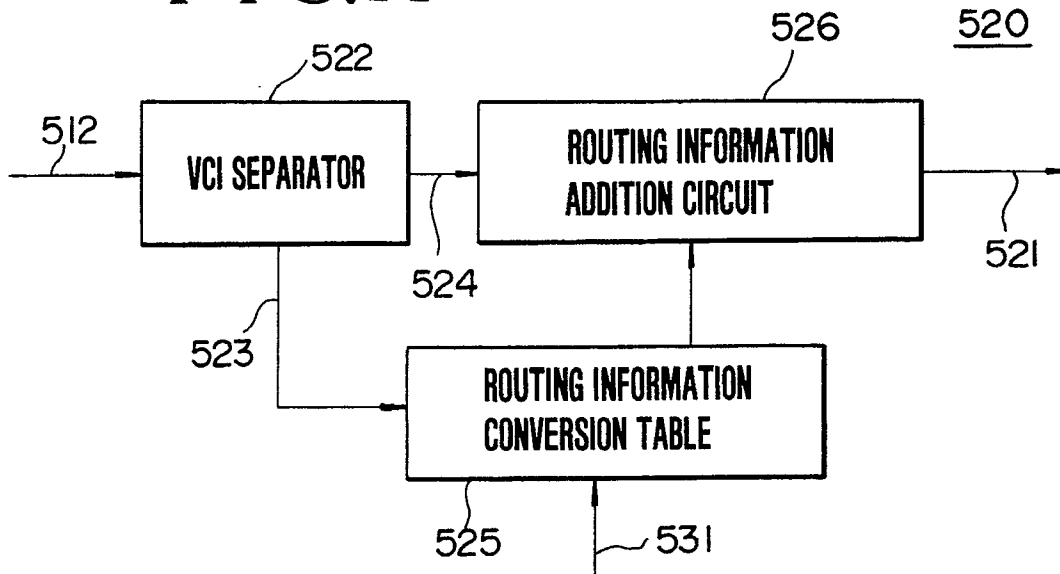 520
526
522
512
VCI SEPARATOR
ROUTING INFORMATION
ADDITION CIRCUIT
524
521
523
ROUTING INFORMATION
CONVERSION TABLE
525
531